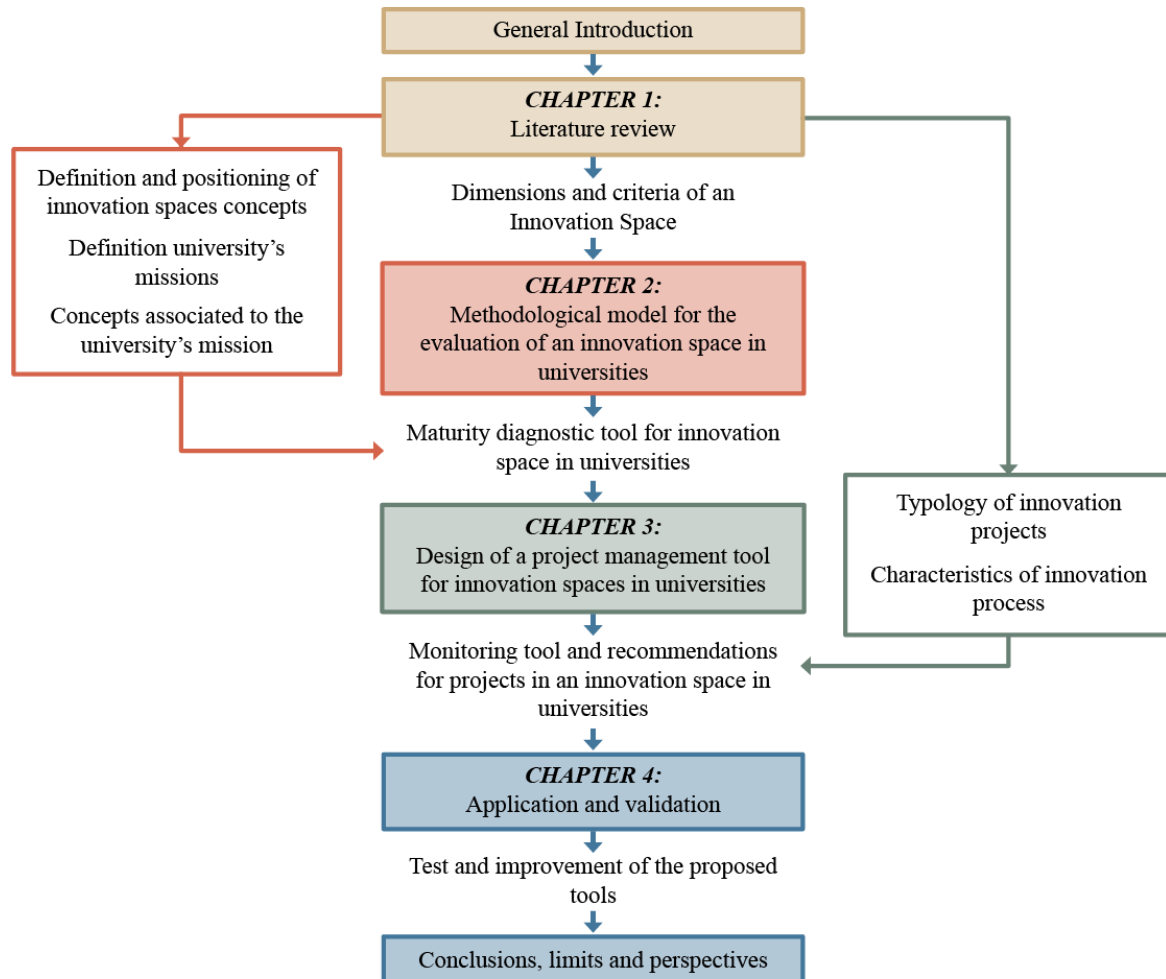 General Introduction
CHAPTER 1:
Literature review
Definition and positioning of
innovation spaces concepts
Definition university's
missions
Concepts associated to the
university's mission
Dimensions and criteria of an
Innovation Space
CHAPTER 2:
Methodological model for the
evaluation of an innovation space in
universities
Maturity diagnostic tool for innovation
space in universities
CHAPTER 3:
Design of a project management tool
for innovation spaces in universities
Typology of innovation
projects
Characteristics of innovation
process
Monitoring tool and recommendations
for projects in an innovation space in
universities
CHAPTER 4:
Application and validation
Test and improvement of the proposed
tools
Conclusions, limits and perspectives